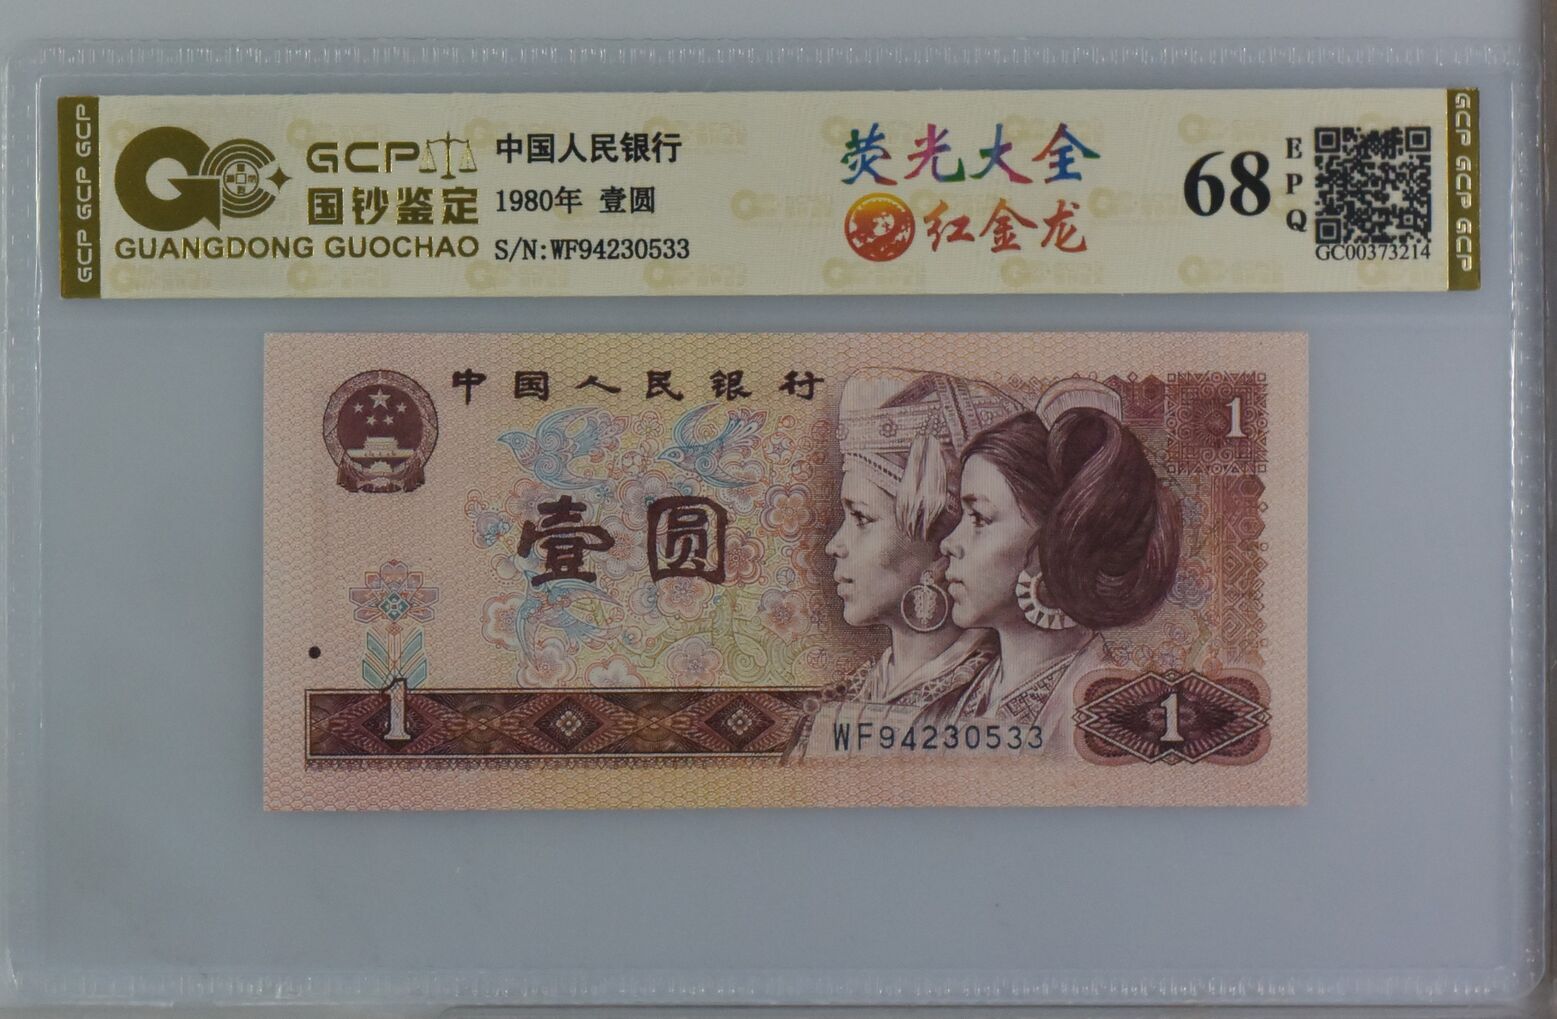 GCP GCP GCP
GCP
国钞鉴定
GUANGDONG GUOCHAO
中国人民银行
1980年 壹圆
S/N:WF94230533
荧光大全
红金龙
68
EPQ
GC00373214
GCP GCP GCP
中国人民银行
1
壹圆
1
WF94230533
1